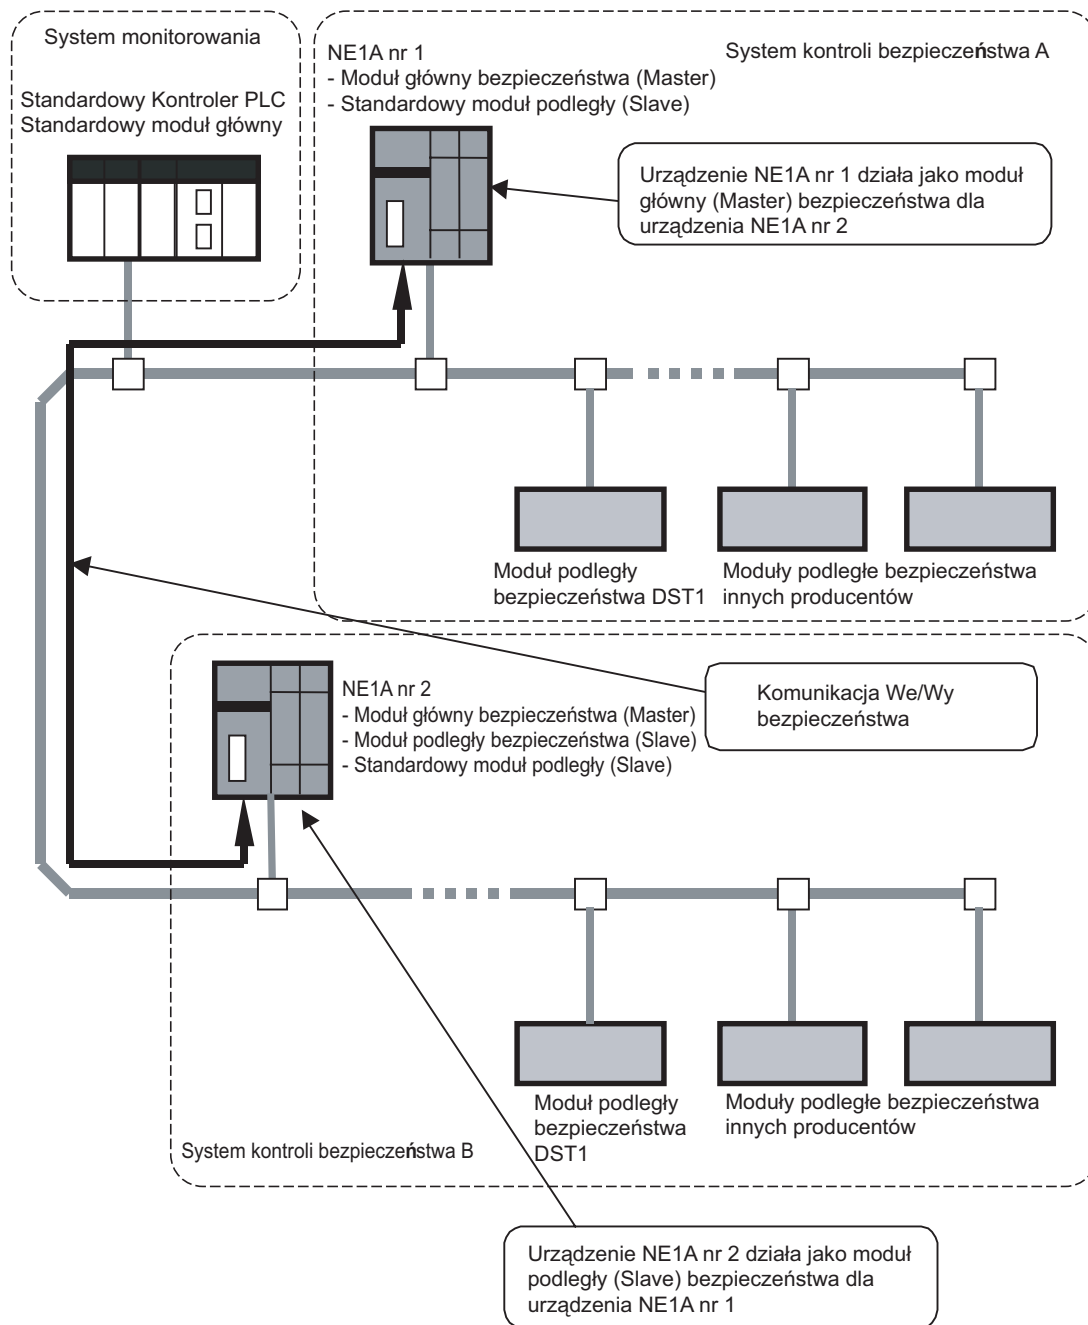 System monitorowania
Standardowy Kontroler PLC
Standardowy moduł główny
NE1A nr 1
- Moduł główny bezpieczeństwa (Master)
- Standardowy moduł podległy (Slave)
System kontroli bezpieczeństwa A
Urządzenie NE1A nr 1 działa jako moduł
główny (Master) bezpieczeństwa dla
urządzenia NE1A nr 2
Moduł podległy
bezpieczeństwa DST1
Moduły podległe bezpieczeństwa
innych producentów
NE1A nr 2
- Moduł główny bezpieczeństwa (Master)
- Moduł podległy bezpieczeństwa (Slave)
- Standardowy moduł podległy (Slave)
Komunikacja We/Wy
bezpieczeństwa
Moduł podległy
bezpieczeństwa
DST1
Moduły podległe bezpieczeństwa
innych producentów
System kontroli bezpieczeństwa B
Urządzenie NE1A nr 2 działa jako moduł
podległy (Slave) bezpieczeństwa dla
urządzenia NE1A nr 1